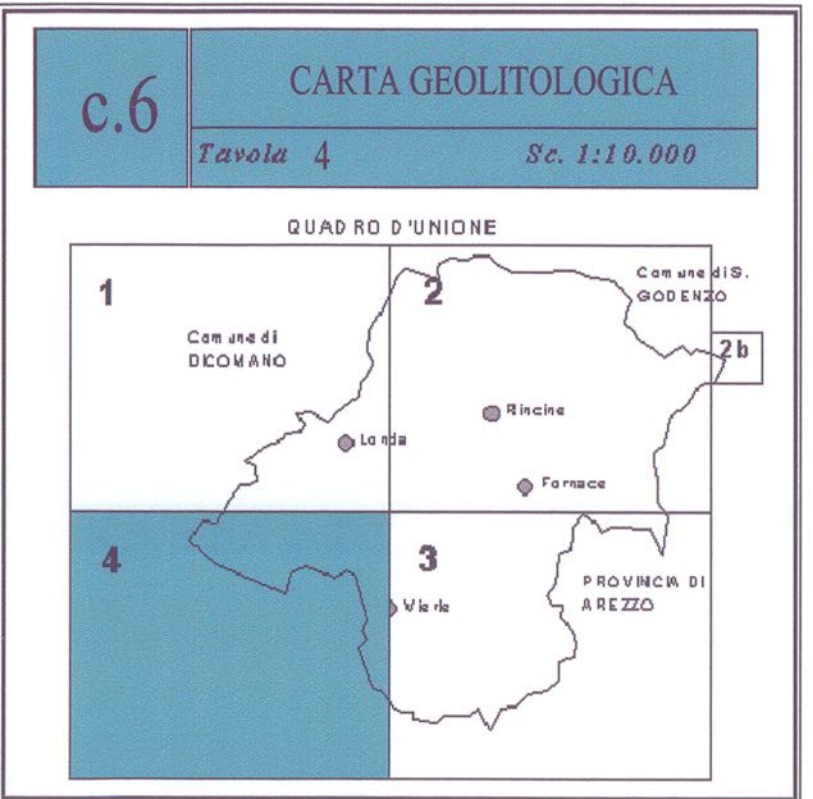 c.6
CARTA GEOLITOLOGICA
Tavola 4
Sc. 1:10.000
QUADRO D'UNIONE
1
2
Comune di S.
GODENZO
Comune di
DICOMANO
2b
Rincine
Londa
Fornace
4
3
PROVINCIA DI
AREZZO